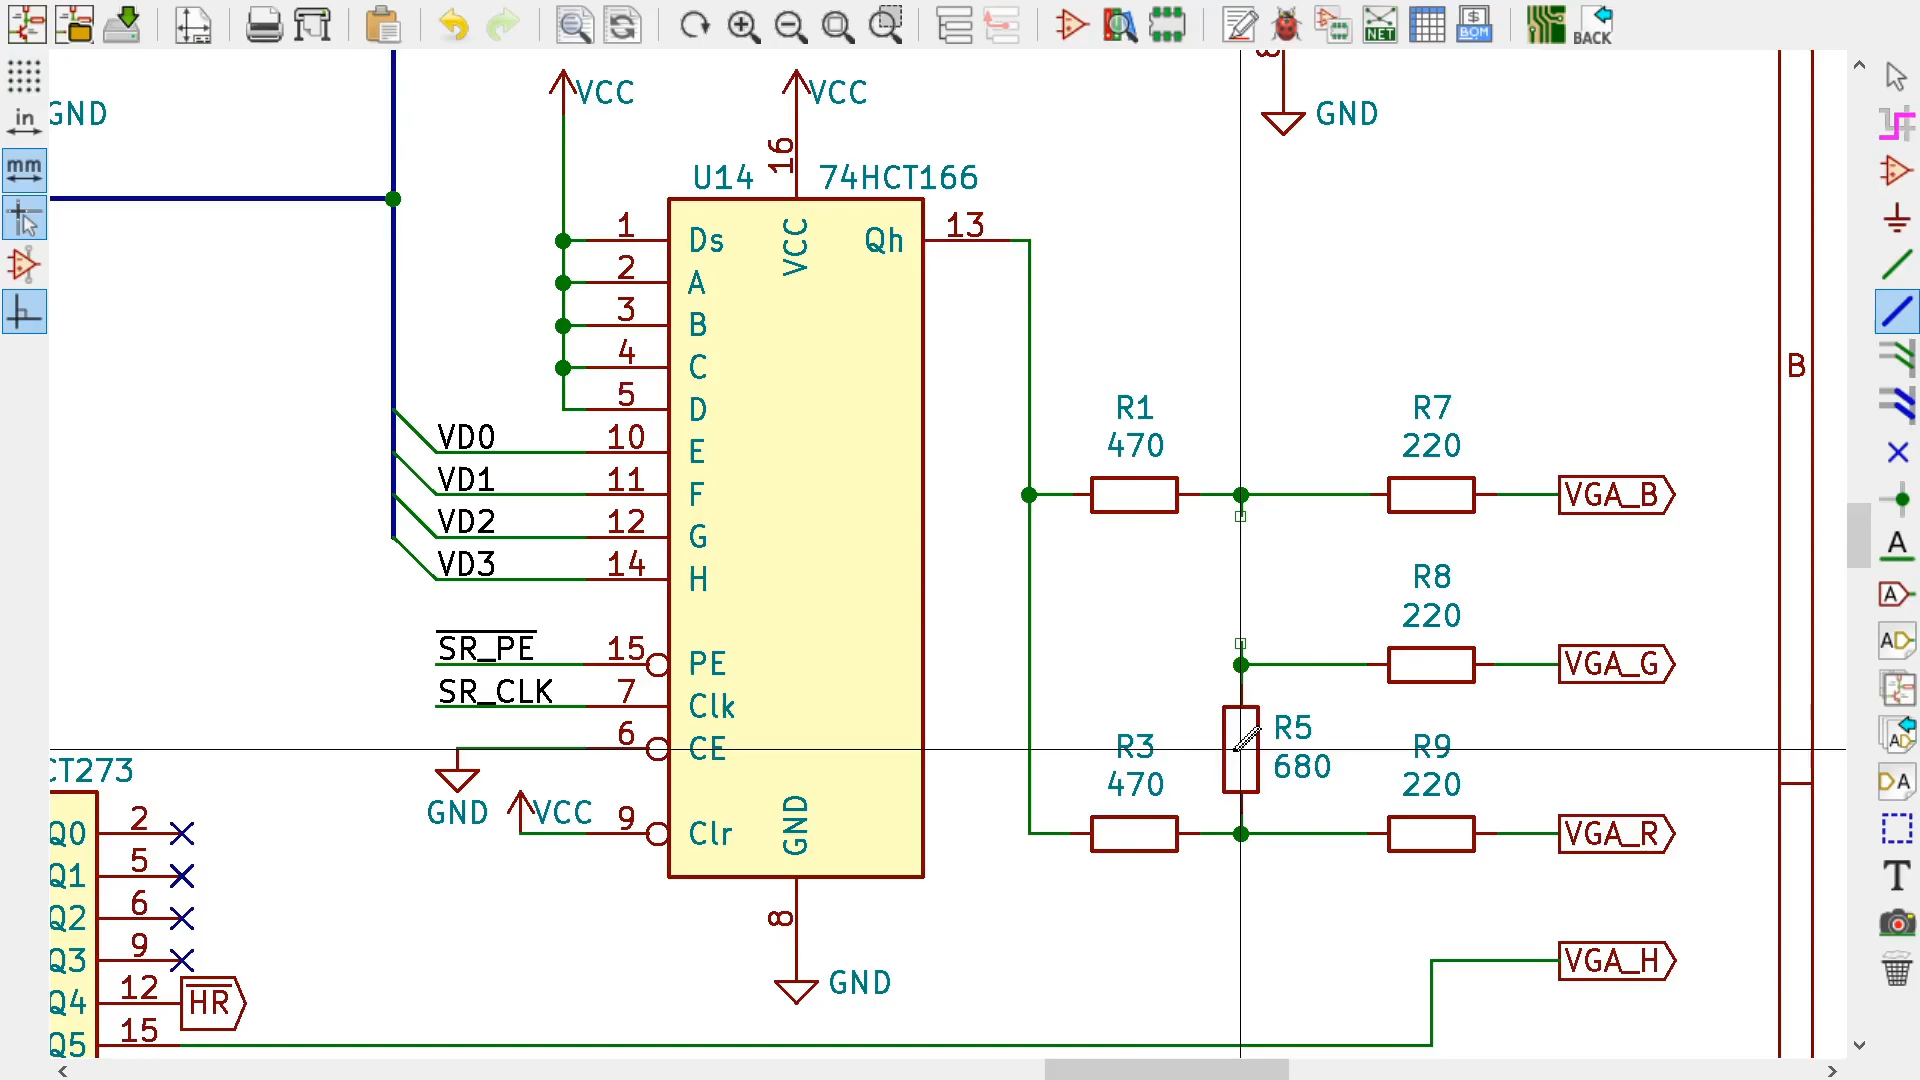 BACK
NET
BOM
in
mm
GND
VCC
VCC
16
U14
74HCT166
8
GND
1
Ds
VCC
Qh
13
2
A
3
B
4
C
5
D
B
VD0
10
E
VD1
11
F
VD2
12
G
VD3
14
H
R1
470
R7
220
VGA_B
R8
220
VGA_G
SR_PE
15
PE
SR_CLK
7
Clk
6
CE
GND
VCC
9
Clr
GND
R3
470
R5
680
R9
220
VGA_R
CT273
Q0
2
Q1
5
Q2
6
Q3
9
Q4
12
HR
Q5
15
8
GND
VGA_H
A
A
AD
AD
DA
T